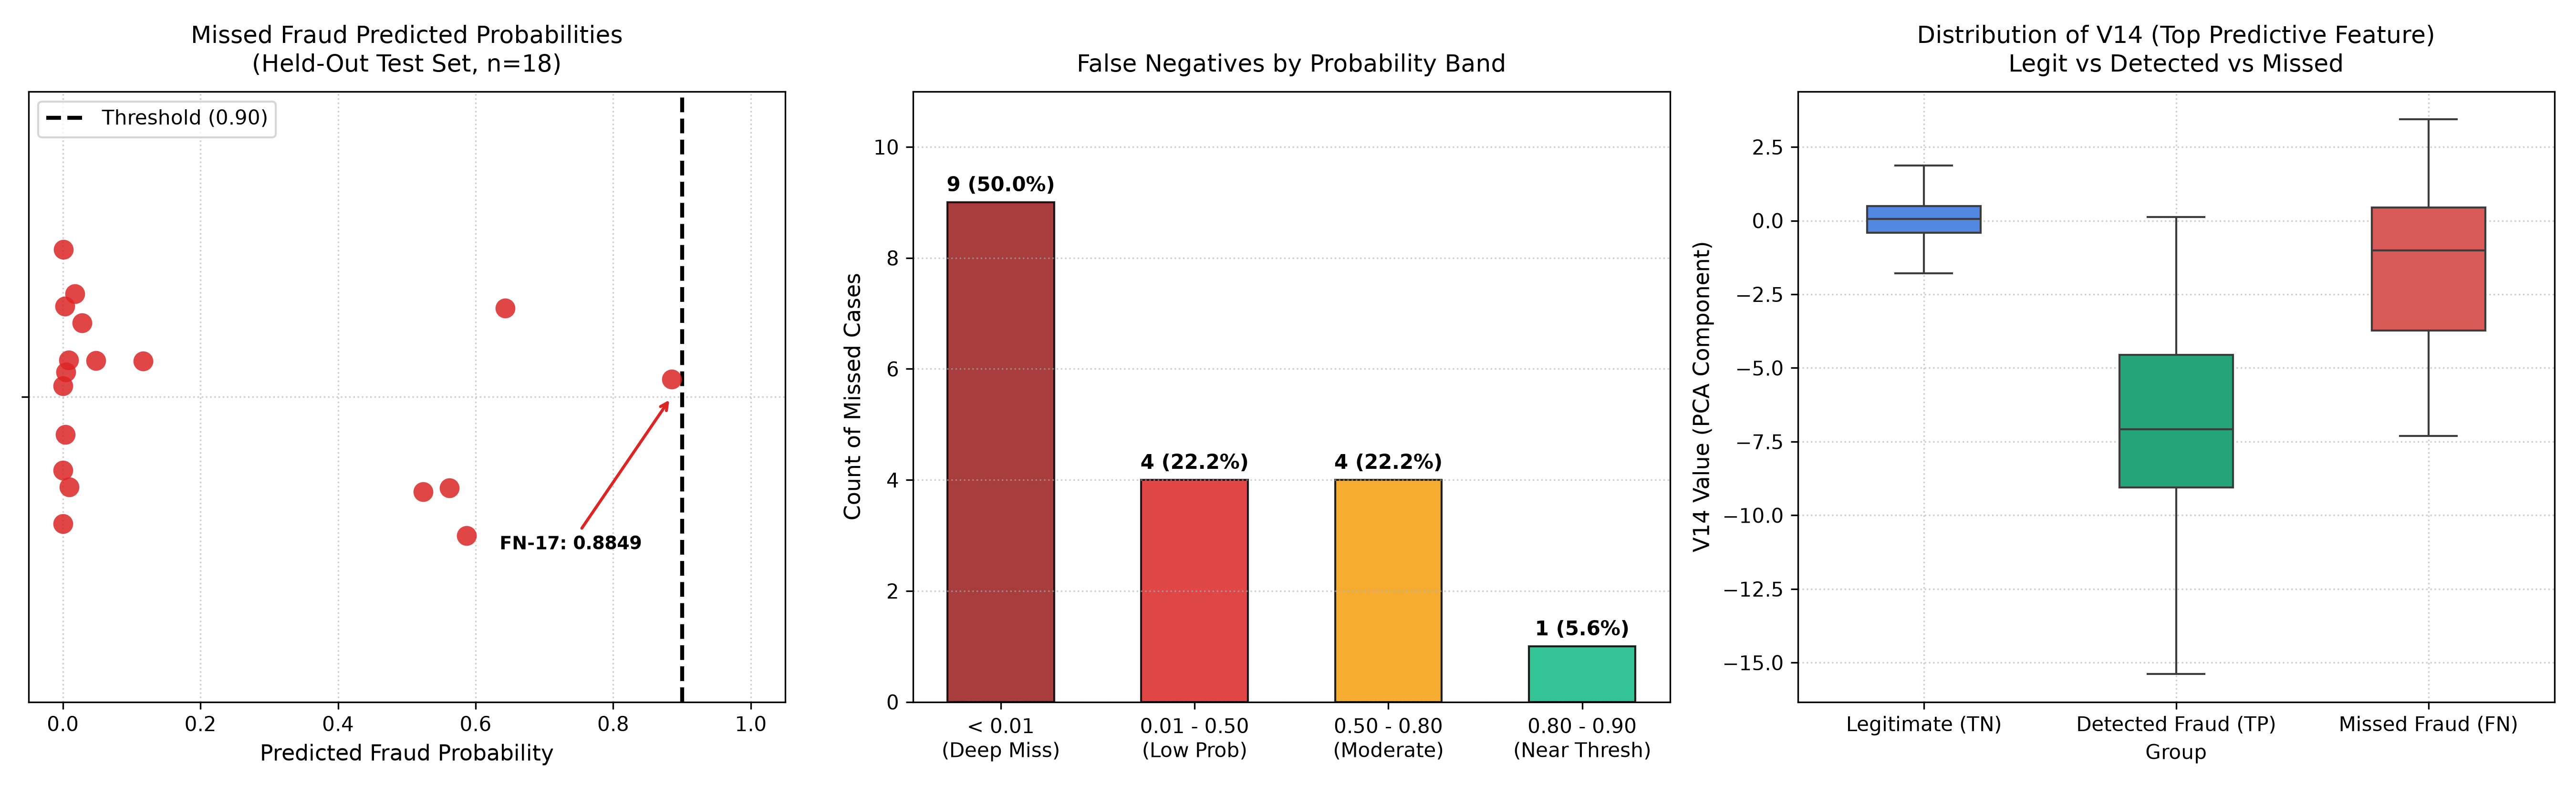 Missed Fraud Predicted Probabilities
(Held-Out Test Set, n=18)
Threshold (0.90)
FN-17: 0.8849
0.0 0.2 0.4 0.6 0.8 1.0
Predicted Fraud Probability
False Negatives by Probability Band
Count of Missed Cases
10
8
6
4
2
0
9 (50.0%)
4 (22.2%)
4 (22.2%)
1 (5.6%)
< 0.01
(Deep Miss)
0.01 - 0.50
(Low Prob)
0.50 - 0.80
(Moderate)
0.80 - 0.90
(Near Thresh)
Distribution of V14 (Top Predictive Feature)
Legit vs Detected vs Missed
V14 Value (PCA Component)
2.5
0.0
−2.5
−5.0
−7.5
−10.0
−12.5
−15.0
Legitimate (TN) Detected Fraud (TP) Missed Fraud (FN)
Group